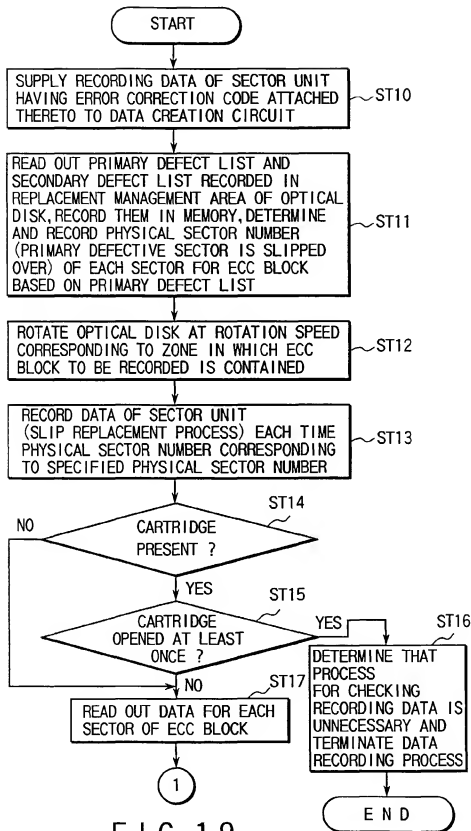 START
SUPPLY RECORDING DATA OF SECTOR UNIT
HAVING ERROR CORRECTION CODE ATTACHED
THERETO TO DATA CREATION CIRCUIT
ST10
READ OUT PRIMARY DEFECT LIST AND
SECONDARY DEFECT LIST RECORDED IN
REPLACEMENT MANAGEMENT AREA OF OPTICAL
DISK, RECORD THEM IN MEMORY, DETERMINE
AND RECORD PHYSICAL SECTOR NUMBER
(PRIMARY DEFECTIVE SECTOR IS SLIPPED
OVER) OF EACH SECTOR FOR ECC BLOCK
BASED ON PRIMARY DEFECT LIST
ST11
ROTATE OPTICAL DISK AT ROTATION SPEED
CORRESPONDING TO ZONE IN WHICH ECC
BLOCK TO BE RECORDED IS CONTAINED
ST12
RECORD DATA OF SECTOR UNIT
(SLIP REPLACEMENT PROCESS) EACH TIME
PHYSICAL SECTOR NUMBER CORRESPONDING
TO SPECIFIED PHYSICAL SECTOR NUMBER
ST13
ST14
NO
CARTRIDGE
PRESENT ?
YES
ST15
CARTRIDGE
OPENED AT LEAST
ONCE ?
YES
ST16
NO
ST17
DETERMINE THAT
PROCESS
FOR CHECKING
RECORDING DATA IS
UNNECESSARY AND
TERMINATE DATA
RECORDING PROCESS
READ OUT DATA FOR EACH
SECTOR OF ECC BLOCK
1
END